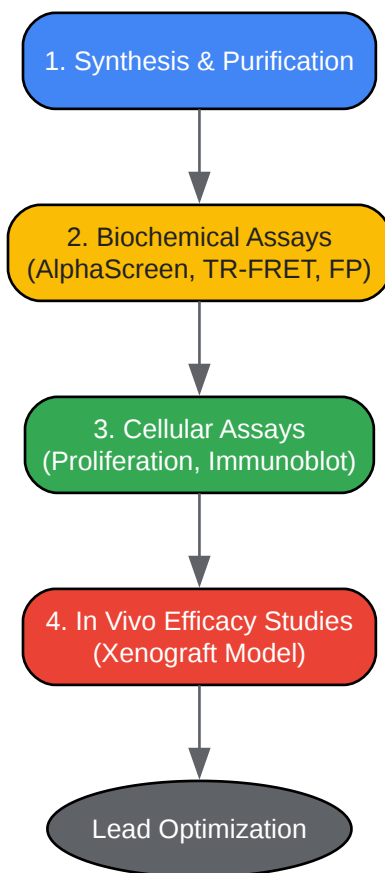 1. Synthesis & Purification
2. Biochemical Assays
(AlphaScreen, TR-FRET, FP)
3. Cellular Assays
(Proliferation, Immunoblot)
4. In Vivo Efficacy Studies
(Xenograft Model)
Lead Optimization